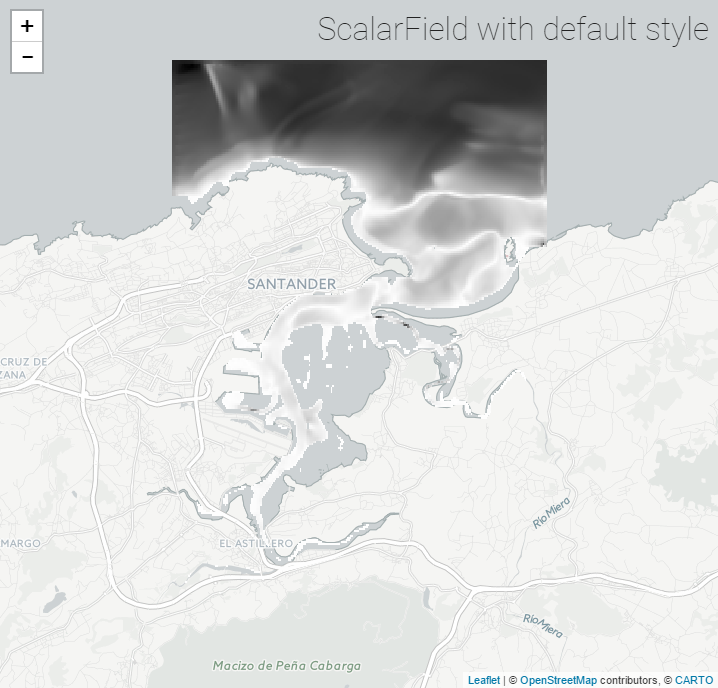 +
−
ScalarField with default style
SANTANDER
CRUZ DE
ZANA
MARGO
EL ASTILLERO
Río Miera
Río Miera
Macizo de Peña Cabarga
Leaflet | © OpenStreetMap contributors, © CARTO